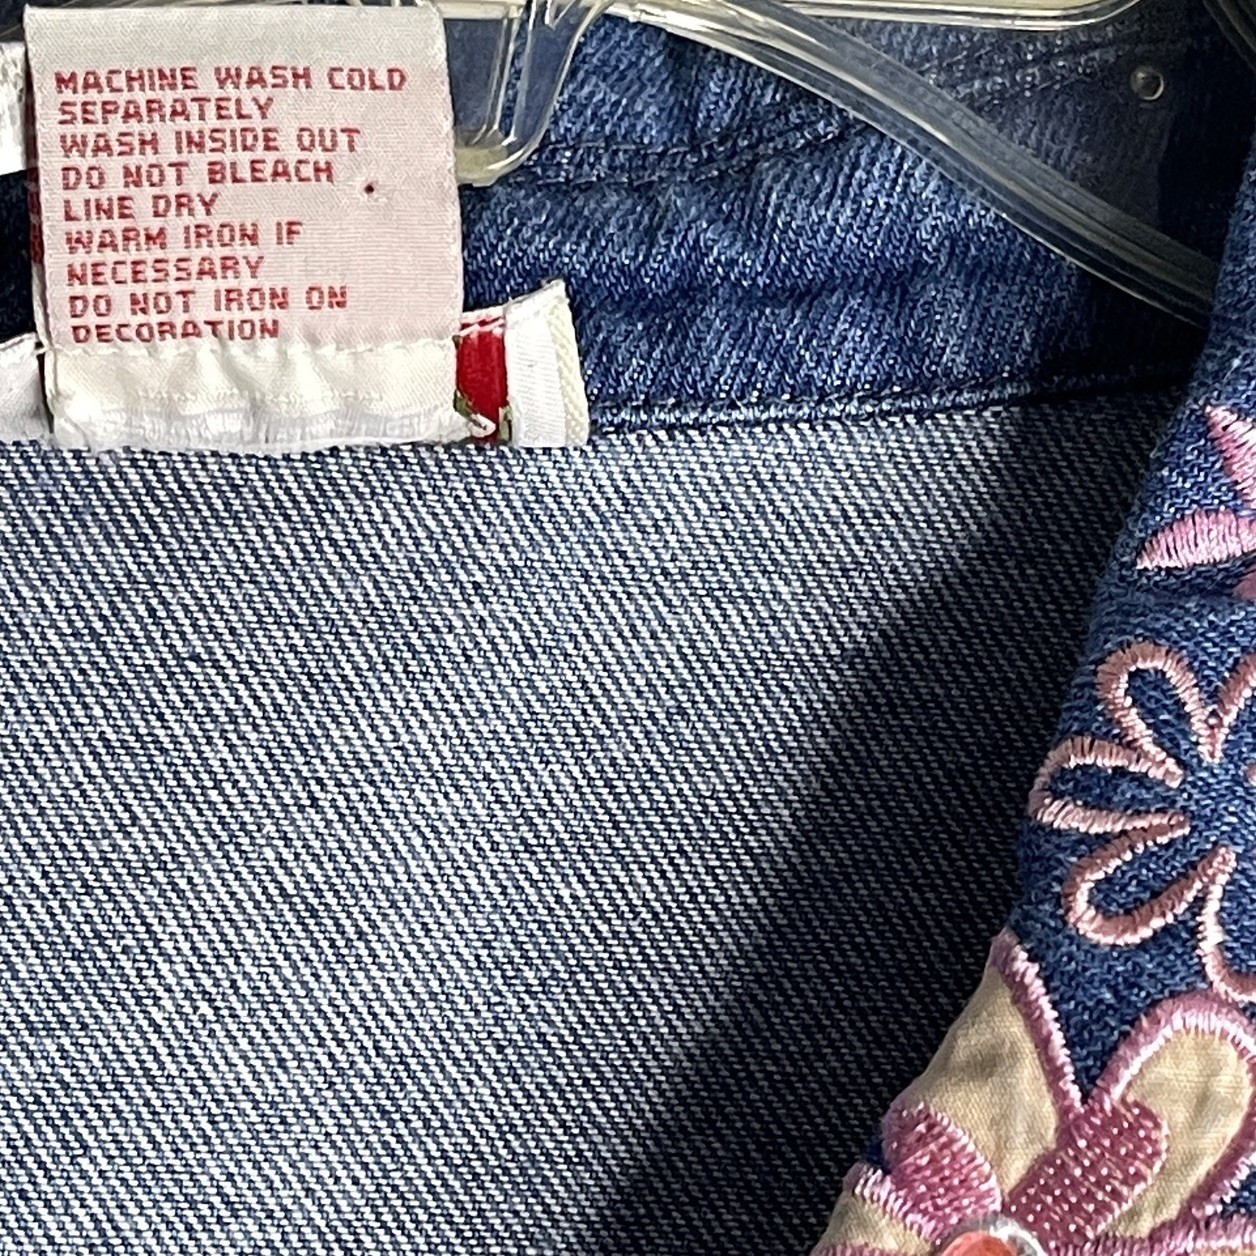 MACHINE WASH COLD
SEPARATELY
WASH INSIDE OUT
DO NOT BLEACH
LINE DRY
WARM IRON IF
NECESSARY
DO NOT IRON ON
DECORATION